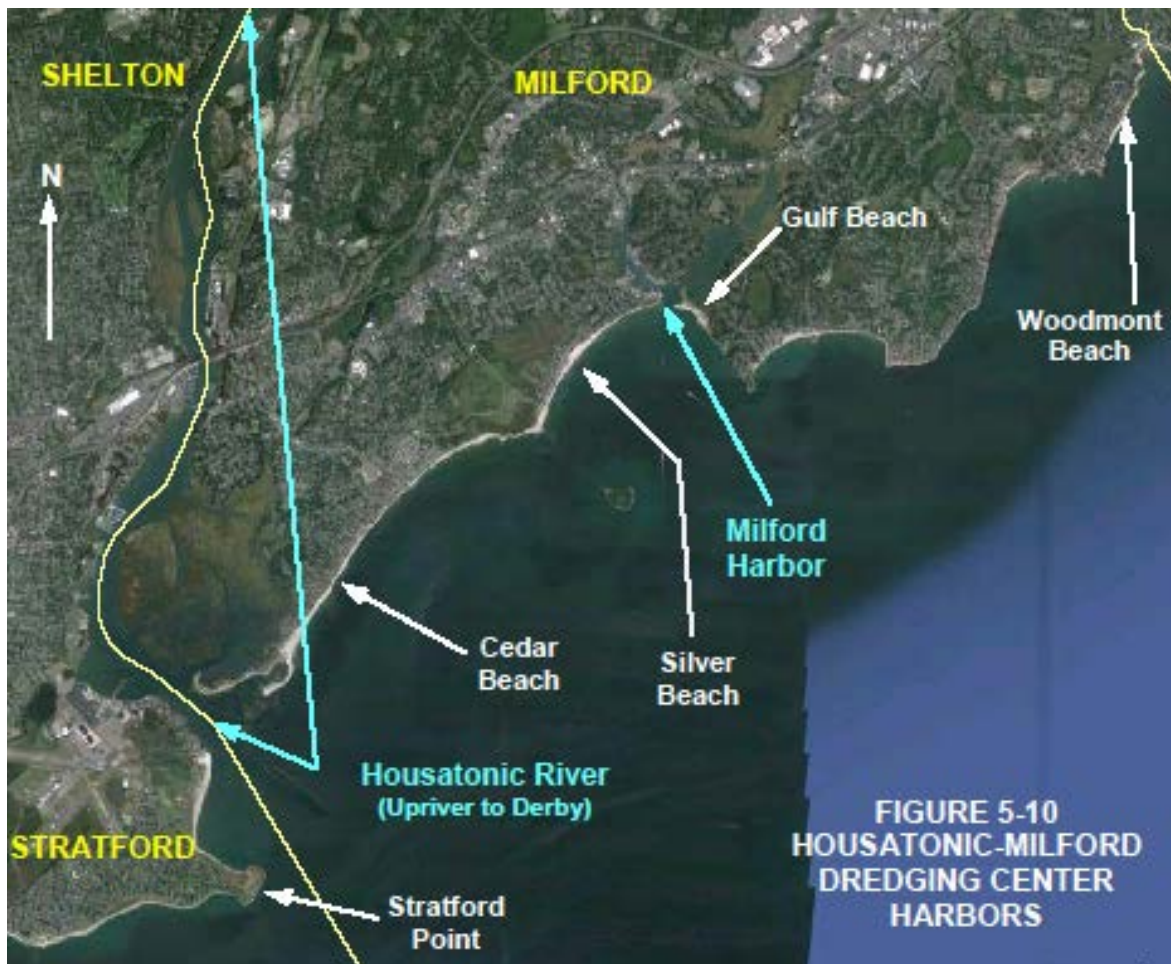 SHELTON
MILFORD
N
Gulf Beach
Woodmont
Beach
Milford
Harbor
Cedar
Beach
Silver
Beach
Housatonic River
(Upriver to Derby)
STRATFORD
Stratford
Point
FIGURE 5-10
HOUSATONIC-MILFORD
DREDGING CENTER
HARBORS